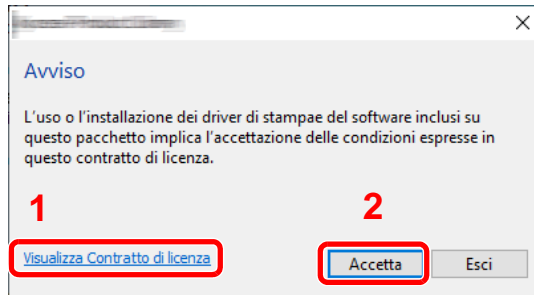 Avviso
L'uso o l'installazione dei driver di stampae del software inclusi su
questo pacchetto implica l'accettazione delle condizioni espresse in
questo contratto di licenza.
1
2
Visualizza Contratto di licenza
Accetta
Esci